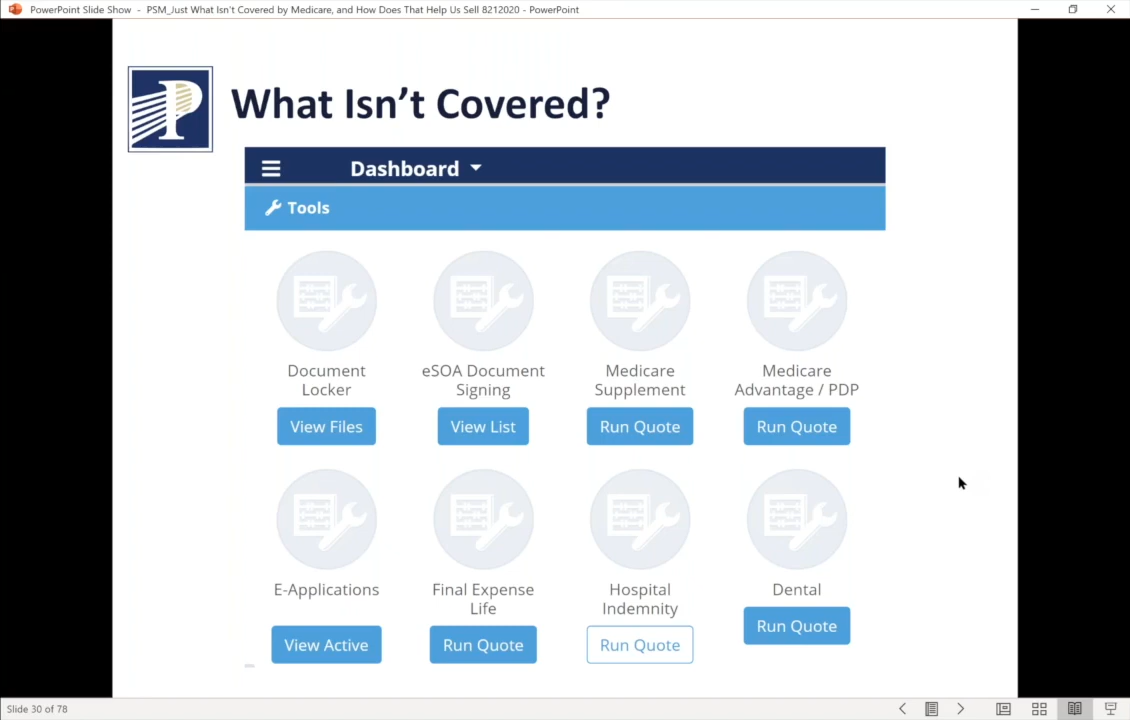 PowerPoint Slide Show - PSM_Just What Isn't Covered by Medicare, and How Does That Help Us Sell 8212020 - PowerPoint
P
What Isn't Covered?
Dashboard
Tools
Document
Locker
View Files
eSOA Document
Signing
View List
Medicare
Supplement
Run Quote
Medicare
Advantage / PDP
Run Quote
E-Applications
View Active
Final Expense
Life
Run Quote
Hospital
Indemnity
Run Quote
Dental
Run Quote
Slide 30 of 78